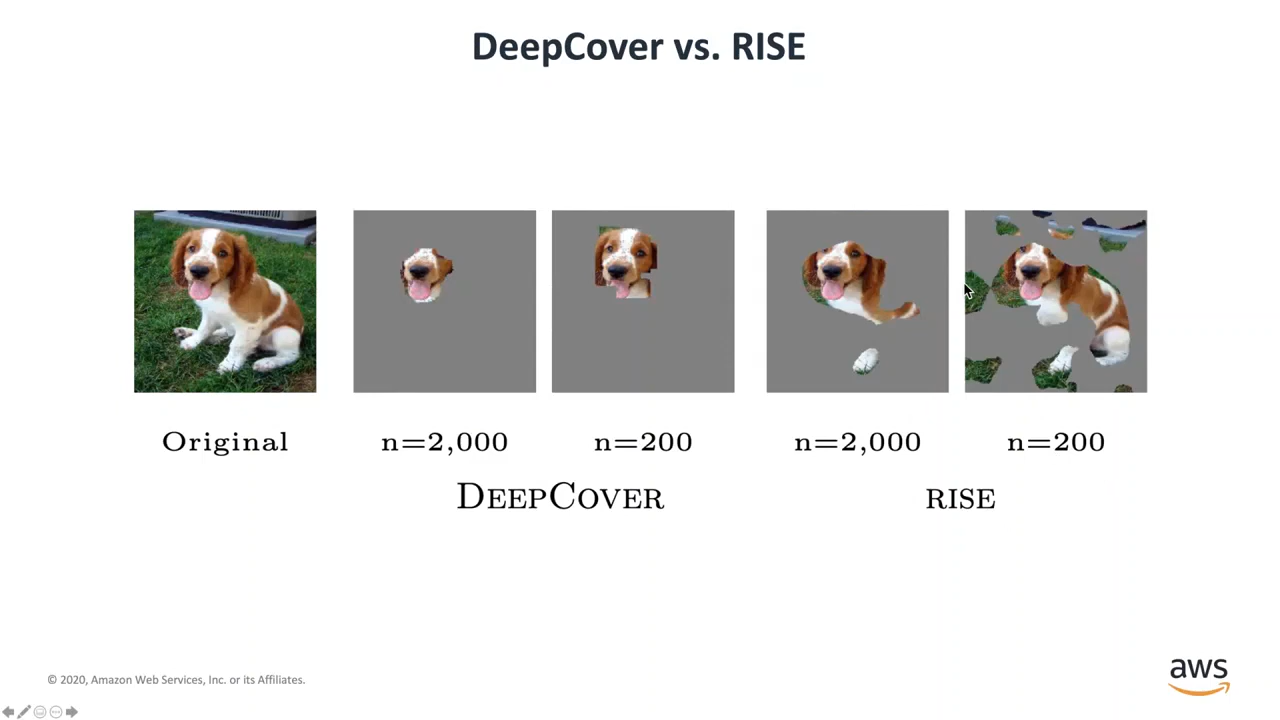 DeepCover vs. RISE
Original
n=2,000
n=200
n=2,000
n=200
DEEPCOVER
RISE
© 2020, Amazon Web Services, Inc. or its Affiliates.
aws